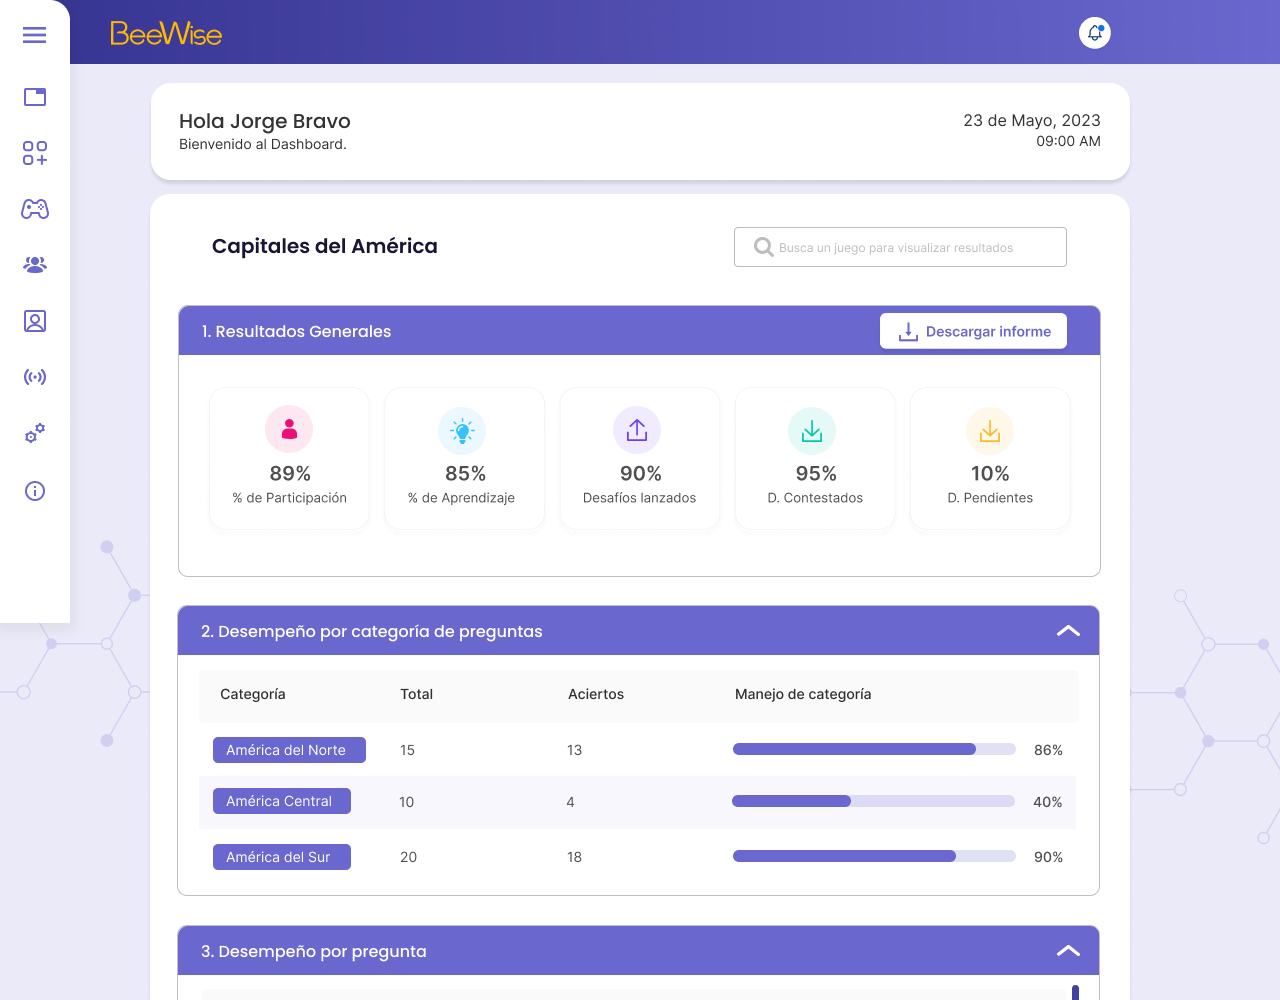 BeeWise
Hola Jorge Bravo
Bienvenido al Dashboard.
23 de Mayo, 2023
09:00 AM
Capitales del América
Busca un juego para visualizar resultados
1. Resultados Generales
Descargar informe
89%
% de Participación
85%
% de Aprendizaje
90%
Desafíos lanzados
95%
D. Contestados
10%
D. Pendientes
2. Desempeño por categoría de preguntas
Categoría Total Aciertos Manejo de categoría
América del Norte 15 13 86%
América Central 10 4 40%
América del Sur 20 18 90%
3. Desempeño por pregunta